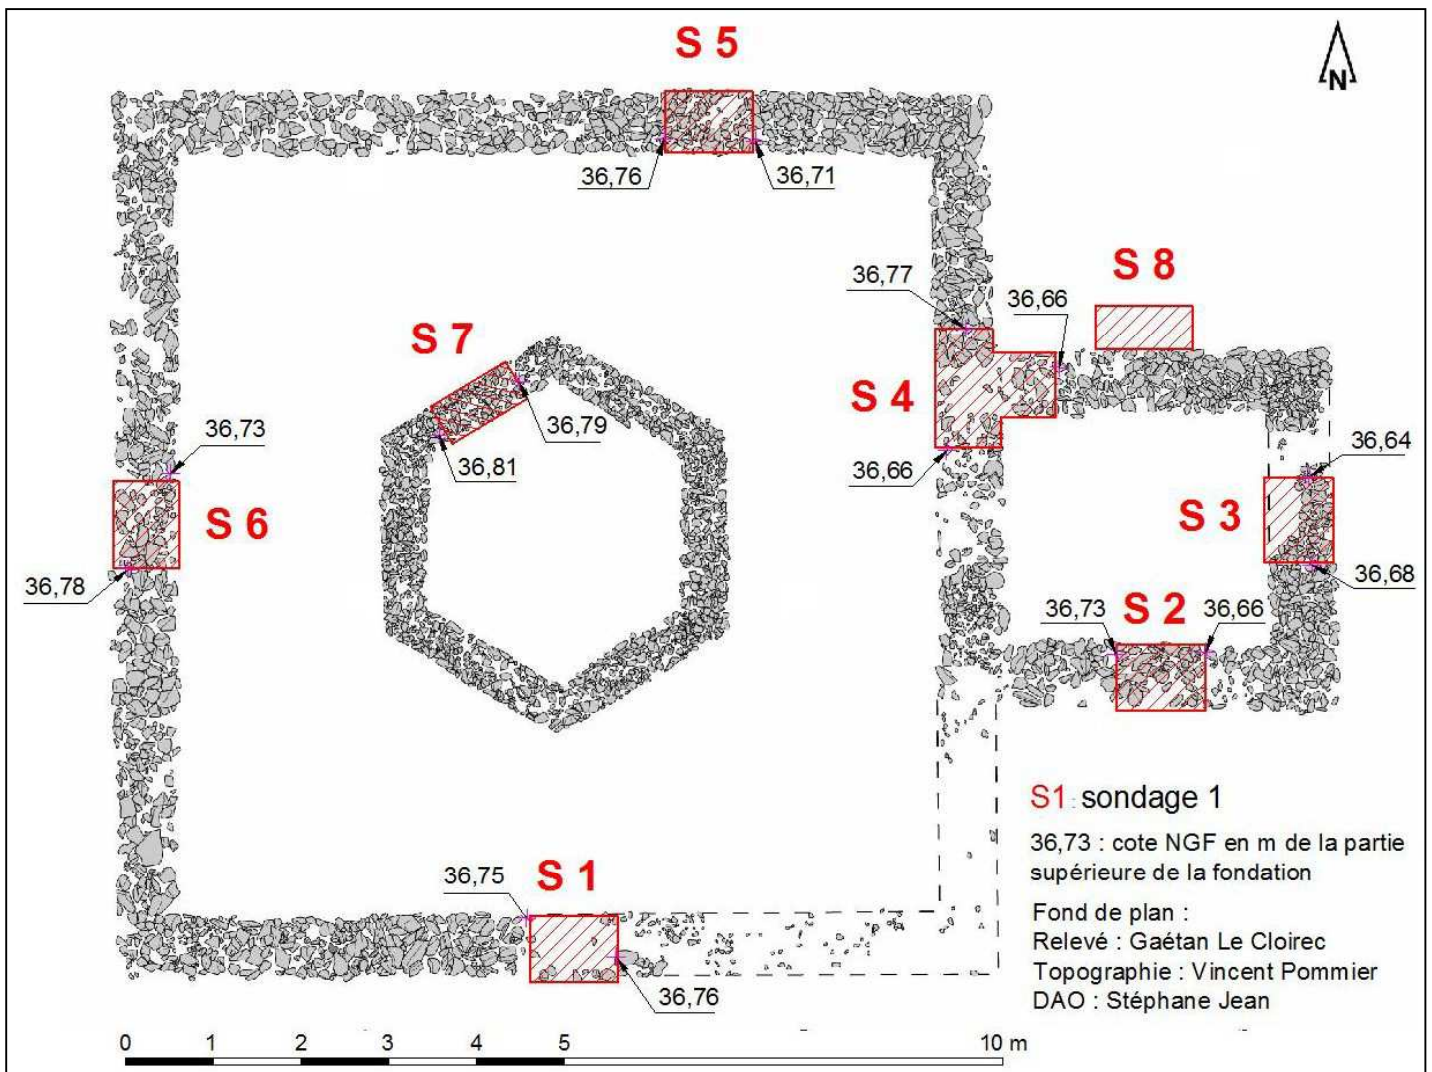 S 5
N
36,76
36,71
S 8
36,77
36,66
S 7
S 4
36,79
36,73
36,81
36,66
36,64
S 6
S 3
36,78
36,68
36,73
S 2
36,66
S1 : sondage 1
36,73 : cote NGF en m de la partie
supérieure de la fondation
S 1
36,75
Fond de plan :
Relevé : Gaétan Le Cloirec
Topographie : Vincent Pommier
DAO : Stéphane Jean
36,76
0 1 2 3 4 5 10 m